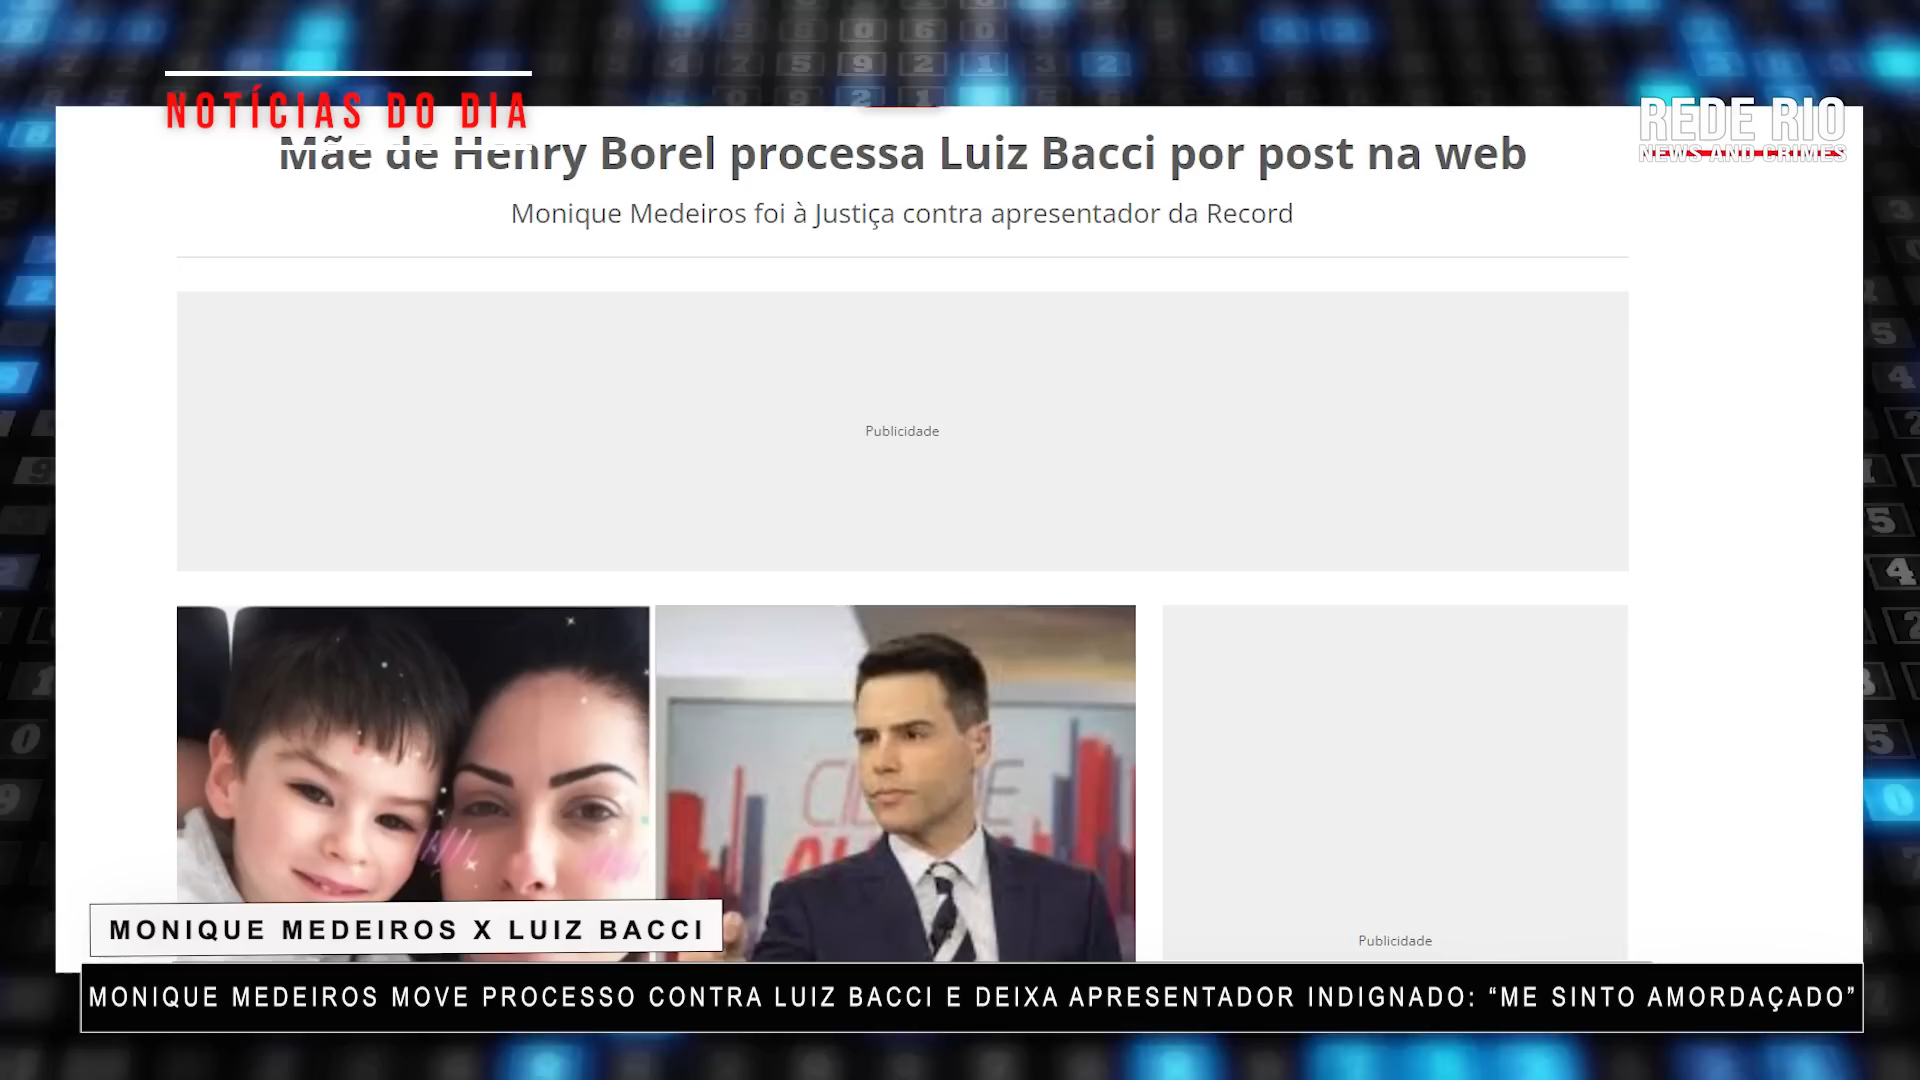 NOTÍCIAS DO DIA
REDE RIO
NEWS AND CRIMES
Mãe de Henry Borel processa Luiz Bacci por post na web
Monique Medeiros foi à Justiça contra apresentador da Record
Publicidade
Publicidade
MONIQUE MEDEIROS X LUIZ BACCI
MONIQUE MEDEIROS MOVE PROCESSO CONTRA LUIZ BACCI E DEIXA APRESENTADOR INDIGNADO: “ME SINTO AMORDAÇADO”